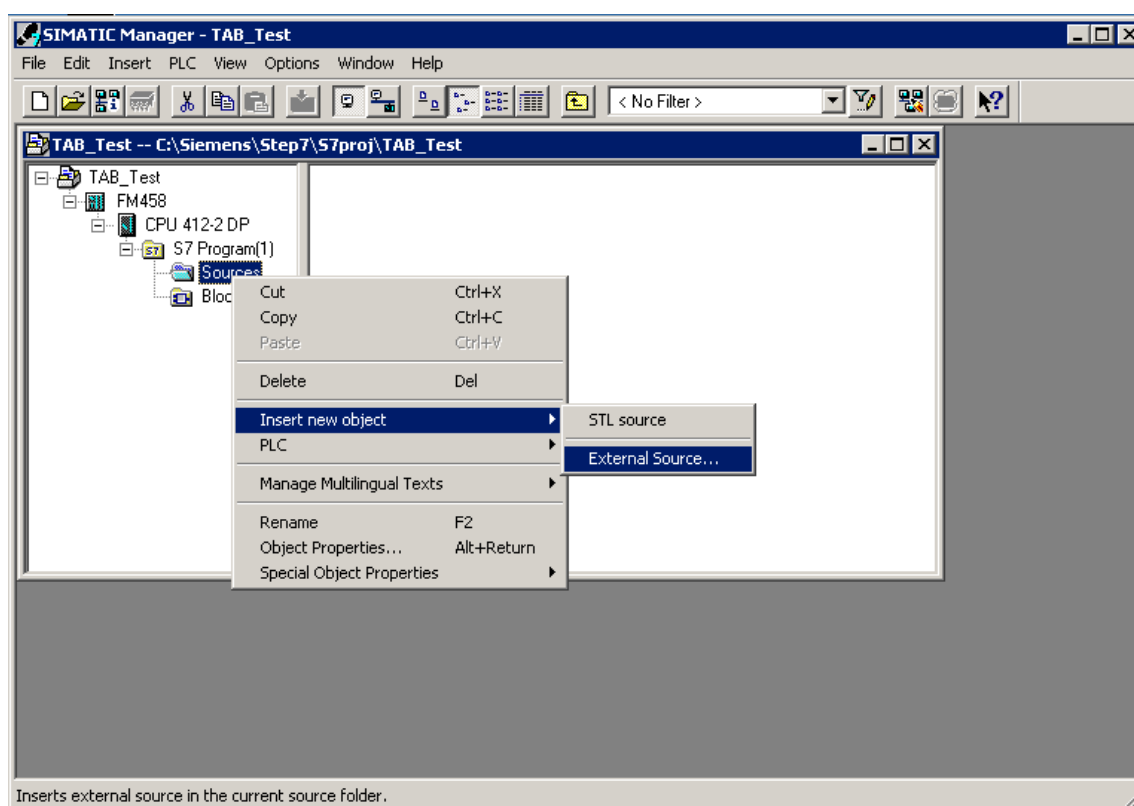 SIMATIC Manager - TAB_Test
File Edit Insert PLC View Options Window Help
< No Filter >
TAB_Test -- C:\Siemens\Step7\S7proj\TAB_Test
TAB_Test
FM458
CPU 412-2 DP
S7 Program(1)
Sources
Bloc
Cut Ctrl+X
Copy Ctrl+C
Paste Ctrl+V
Delete Del
Insert new object
STL source
PLC
External Source...
Manage Multilingual Texts
Rename F2
Object Properties... Alt+Return
Special Object Properties
Inserts external source in the current source folder.